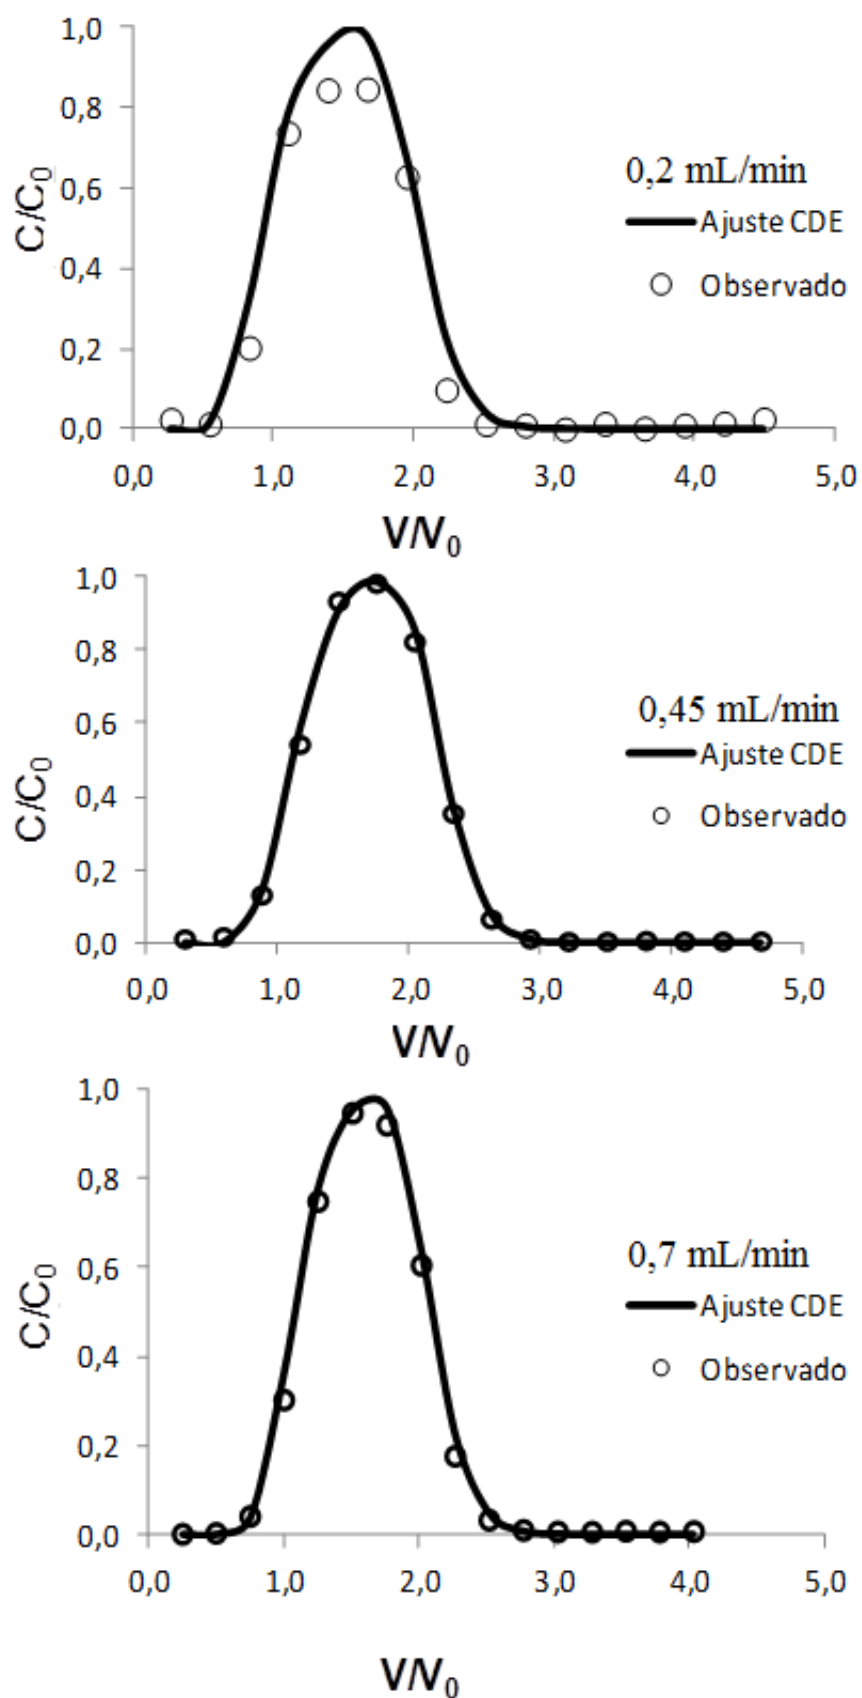 1,0
0,8
0,6
0,4
0,2
0,0
C/C0
0,2 mL/min
Ajuste CDE
Observado
0,0 1,0 2,0 3,0 4,0 5,0
V/V0
1,0
0,8
0,6
0,4
0,2
0,0
C/C0
0,45 mL/min
Ajuste CDE
Observado
0,0 1,0 2,0 3,0 4,0 5,0
V/V0
1,0
0,8
0,6
0,4
0,2
0,0
C/C0
0,7 mL/min
Ajuste CDE
Observado
0,0 1,0 2,0 3,0 4,0 5,0
V/V0